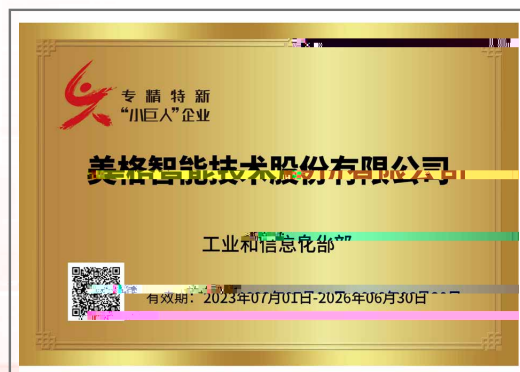 专精特新
“小巨人”企业
美格智能技术股份有限公司
工业和信息化部
有效期：2023年07月01日-2026年06月30日